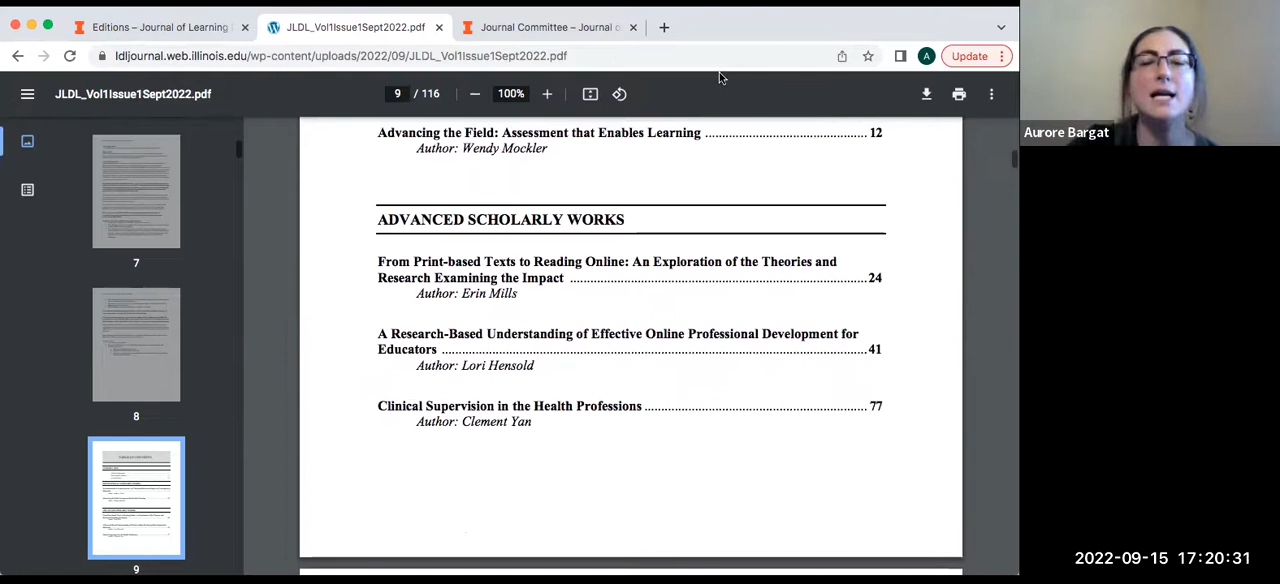 Editions – Journal of Learning
JLDL_Vol1Issue1Sept2022.pdf
Journal Committee – Journal o
ldljournal.web.illinois.edu/wp-content/uploads/2022/09/JLDL_Vol1Issue1Sept2022.pdf
A
Update
JLDL_Vol1Issue1Sept2022.pdf
9 / 116
100%
Aurore Bargat
Advancing the Field: Assessment that Enables Learning ........................................ 12
Author: Wendy Mockler
7
ADVANCED SCHOLARLY WORKS
From Print-based Texts to Reading Online: An Exploration of the Theories and
Research Examining the Impact ........................................................................... 24
Author: Erin Mills
A Research-Based Understanding of Effective Online Professional Development for
Educators ........................................................................................................... 41
Author: Lori Hensold
Clinical Supervision in the Health Professions ....................................................... 77
Author: Clement Yan
8
9
2022-09-15 17:20:31